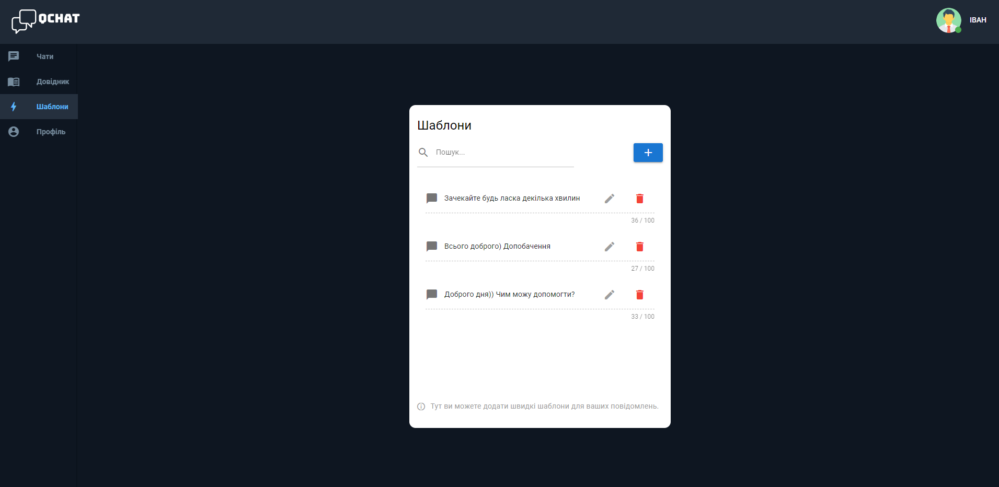 QCHAT
ІВАН
Чати
Довідник
Шаблони
Профіль
Шаблони
Пошук...
Зачекайте будь ласка декілька хвилин
36 / 100
Всього доброго) Допобачення
27 / 100
Доброго дня)) Чим можу допомогти?
33 / 100
Тут ви можете додати швидкі шаблони для ваших повідомлень.